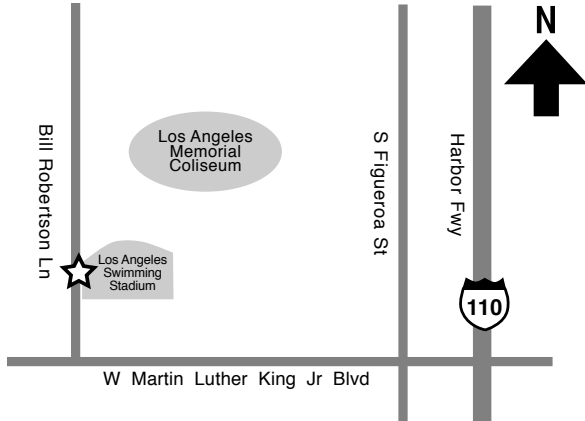 N
Los Angeles
Memorial
Coliseum
Bill Robertson Ln
S Figueroa St
Harbor Fwy
Los Angeles
Swimming
Stadium
110
W Martin Luther King Jr Blvd